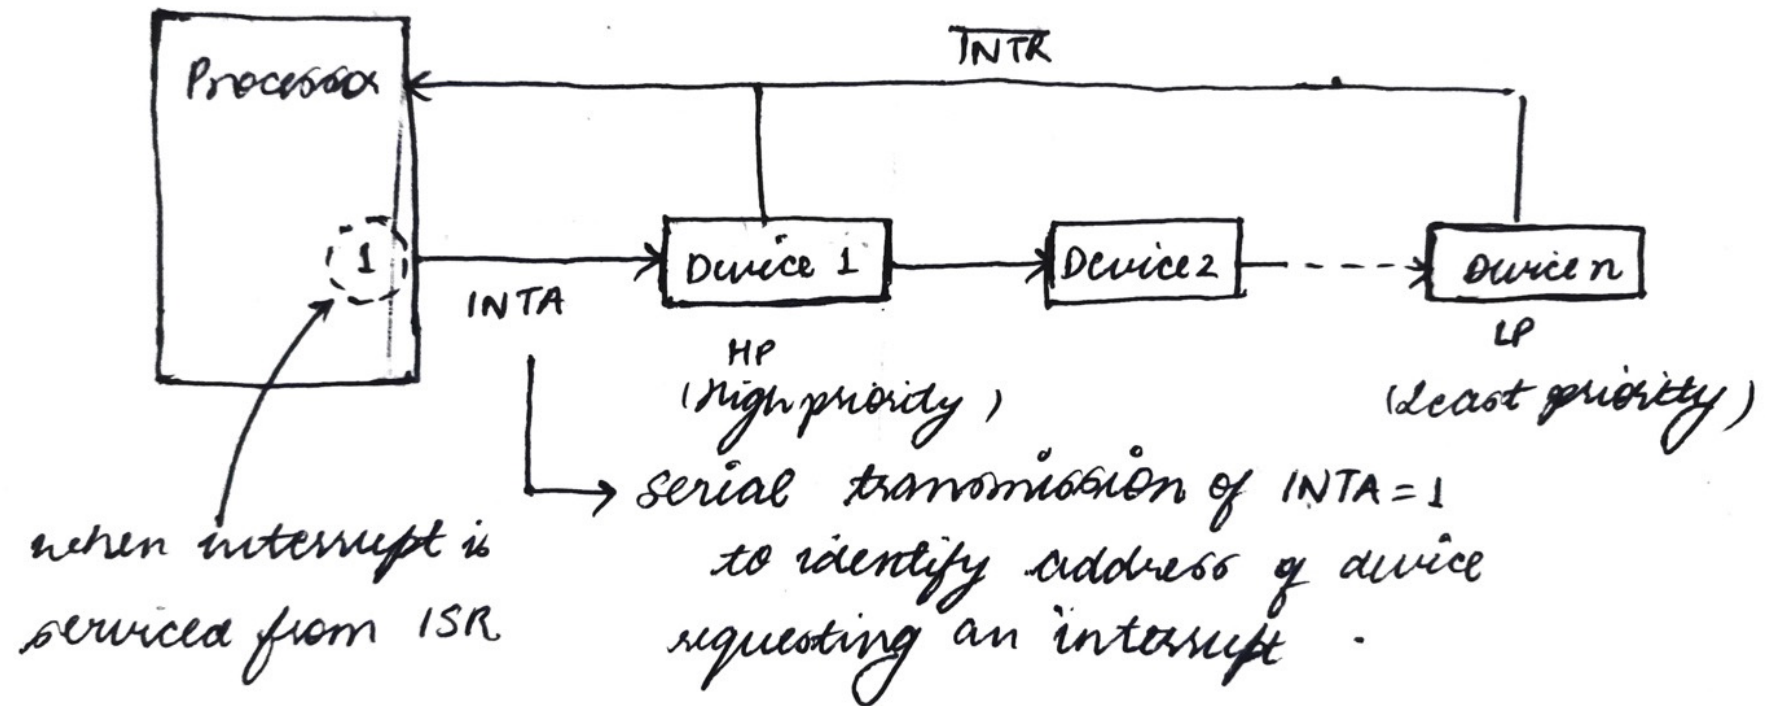 INTR
Processor
1
INTA
Device 1
Device 2
Device n
HP
(High priority)
LP
(Least priority)
serial transmission of INTA = 1
to identify address of device
requesting an interrupt.
when interrupt is
serviced from ISR